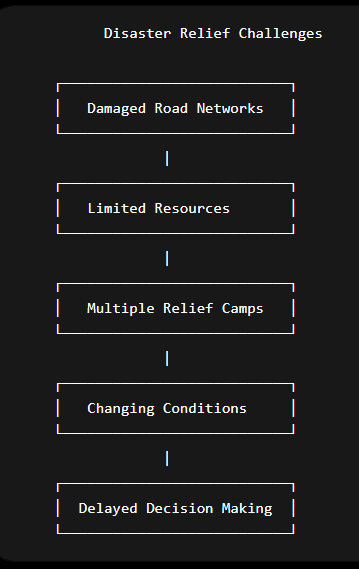 Disaster Relief Challenges
Damaged Road Networks
Limited Resources
Multiple Relief Camps
Changing Conditions
Delayed Decision Making